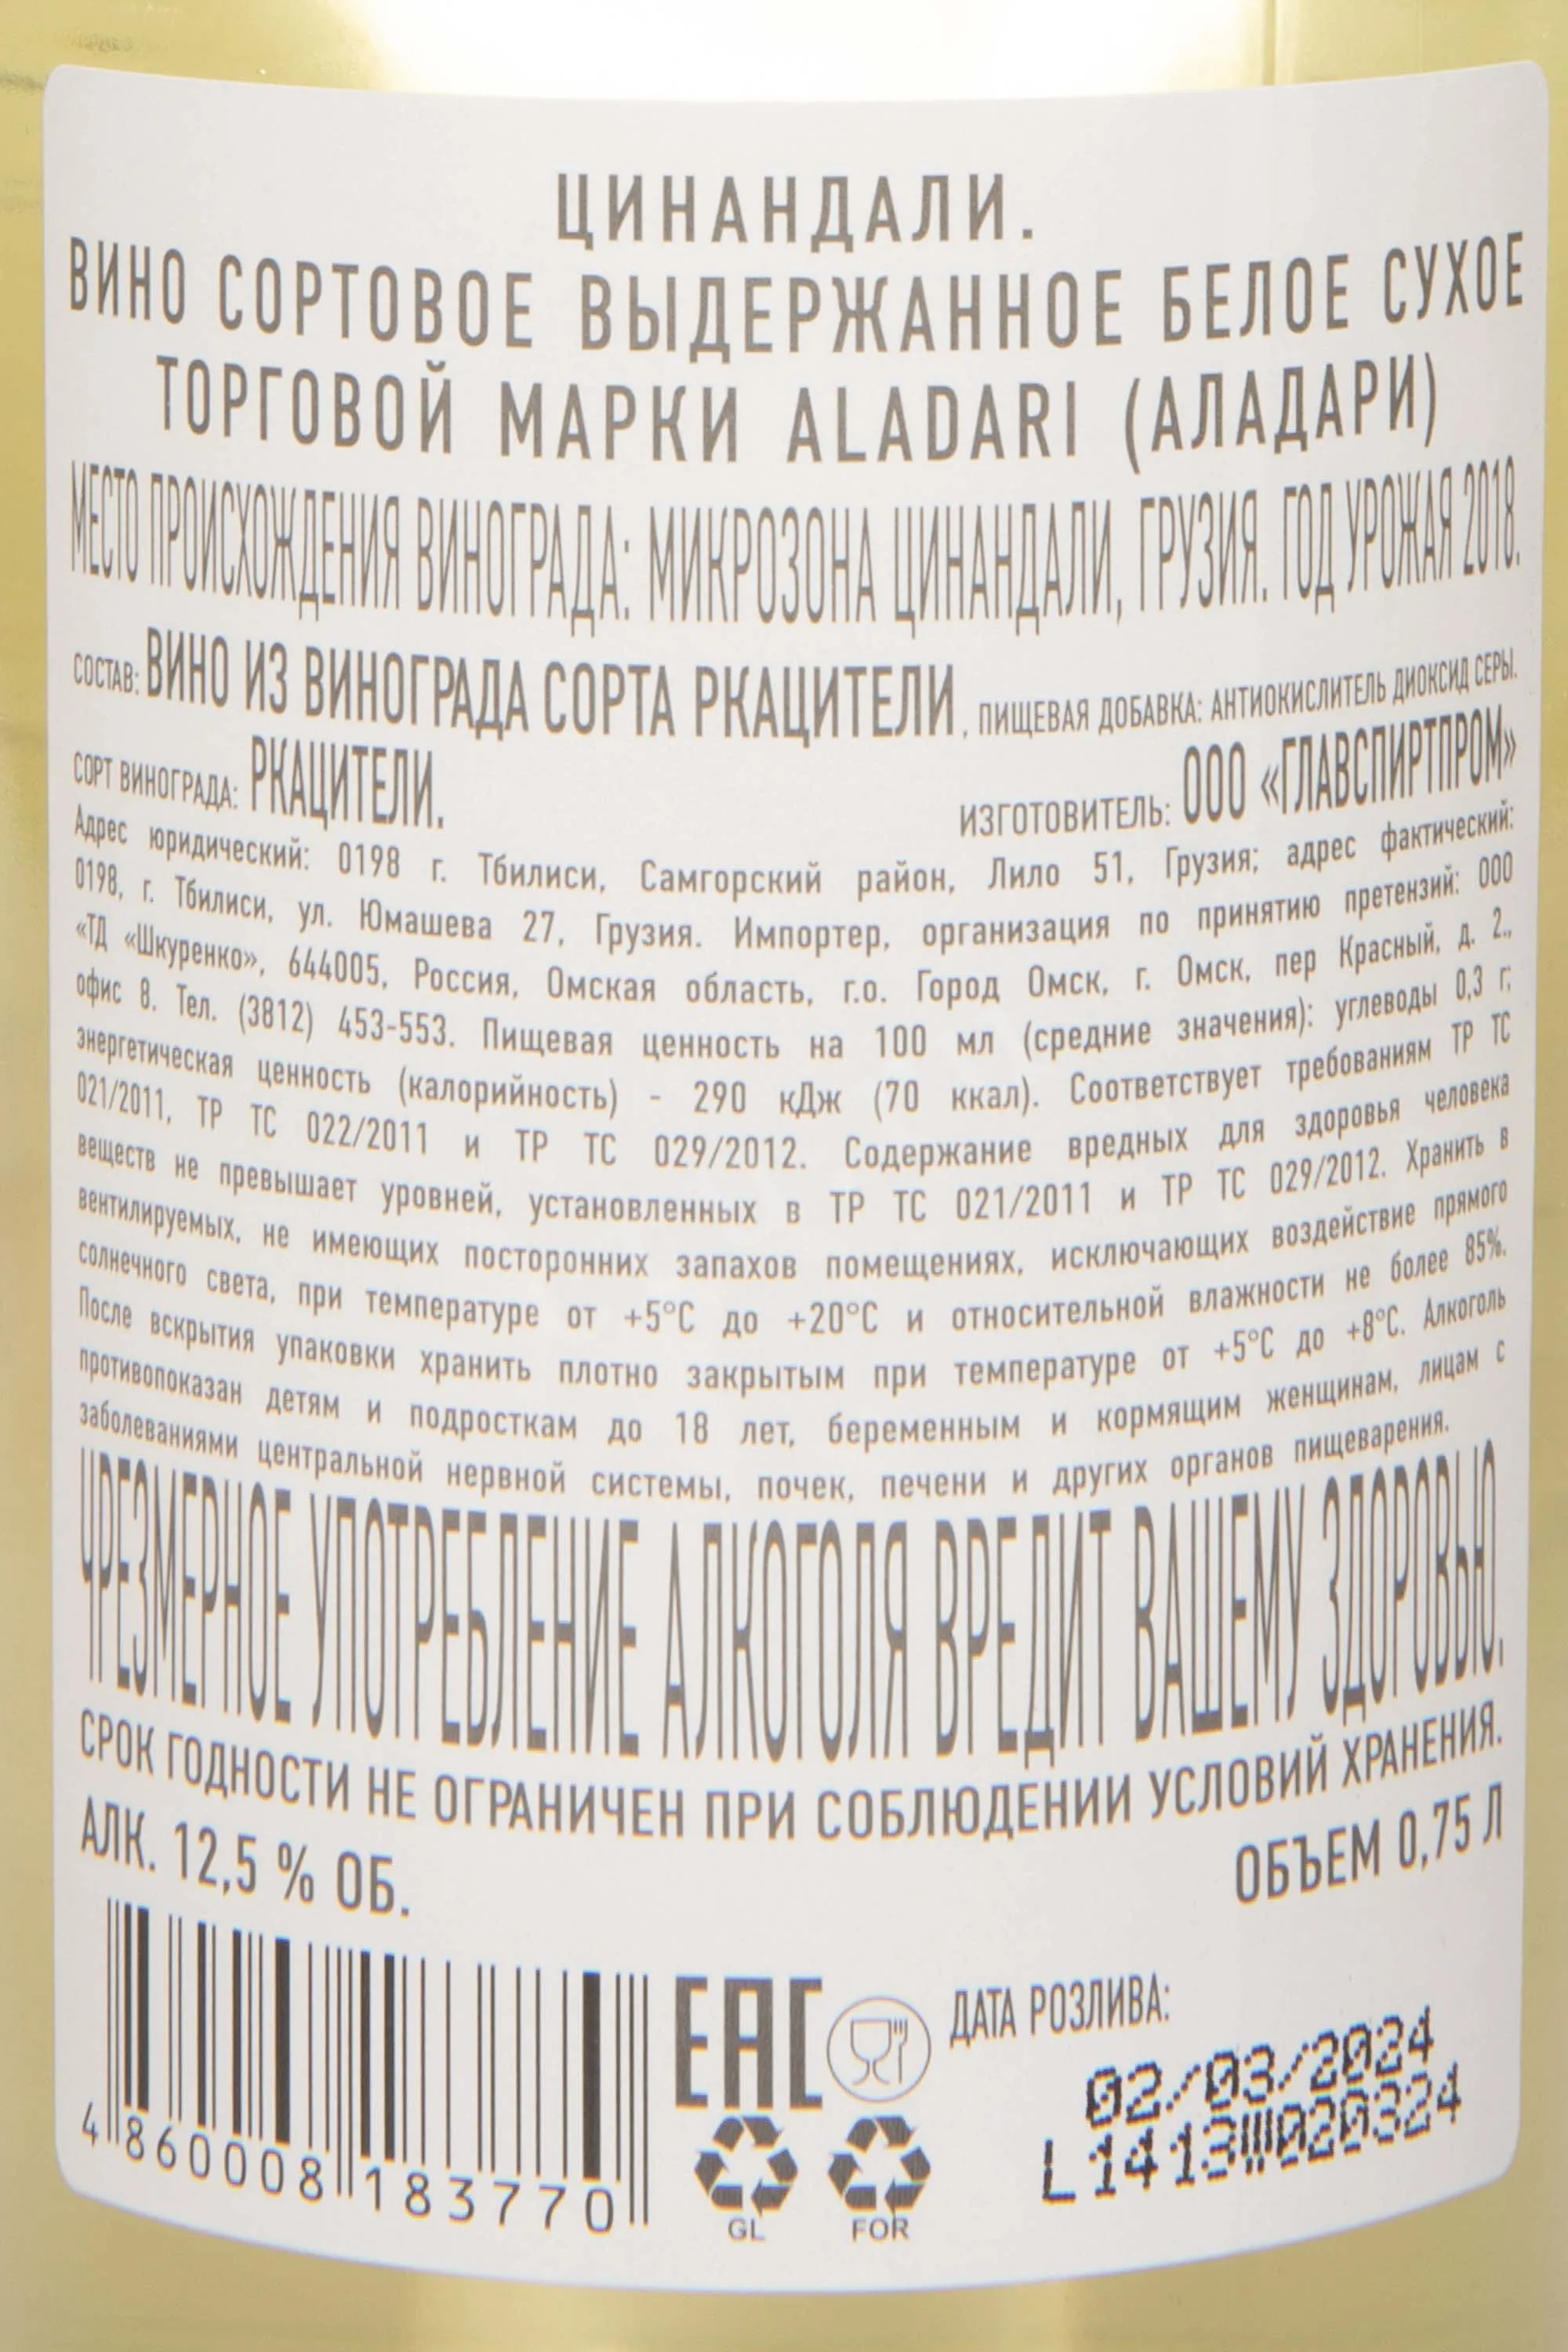 ЦИНАНДАЛИ.
ВИНО СОРТОВОЕ ВЫДЕРЖАННОЕ БЕЛОЕ СУХОЕ
ТОРГОВОЙ МАРКИ ALADARI (АЛАДАРИ)
МЕСТО ПРОИСХОЖДЕНИЯ ВИНОГРАДА: МИКРОЗОНА ЦИНАНДАЛИ, ГРУЗИЯ. ГОД УРОЖАЯ 2018.
СОСТАВ: ВИНО ИЗ ВИНОГРАДА СОРТА РКАЦИТЕЛИ, ПИЩЕВАЯ ДОБАВКА: АНТИОКИСЛИТЕЛЬ ДИОКСИД СЕРЫ.
СОРТ ВИНОГРАДА: РКАЦИТЕЛИ. ИЗГОТОВИТЕЛЬ: ООО «ГЛАВСПИРТПРОМ»
Адрес юридический: 0198 г. Тбилиси, Самгорский район, Лило 51, Грузия; адрес фактический:
0198, г. Тбилиси, ул. Юмашева 27, Грузия. Импортер, организация по принятию претензий: ООО
«ТД «Шкуренко», 644005, Россия, Омская область, г.о. Город Омск, г. Омск, пер Красный, д. 2.,
офис 8. Тел. (3812) 453-553. Пищевая ценность на 100 мл (средние значения): углеводы 0,3 г;
энергетическая ценность (калорийность) - 290 кДж (70 ккал). Соответствует требованиям ТР ТС
021/2011, ТР ТС 022/2011 и ТР ТС 029/2012. Содержание вредных для здоровья человека
веществ не превышает уровней, установленных в ТР ТС 021/2011 и ТР ТС 029/2012. Хранить в
вентилируемых, не имеющих посторонних запахов помещениях, исключающих воздействие прямого
солнечного света, при температуре от +5°С до +20°С и относительной влажности не более 85%.
После вскрытия упаковки хранить плотно закрытым при температуре от +5°С до +8°С. Алкоголь
противопоказан детям и подросткам до 18 лет, беременным и кормящим женщинам, лицам с
заболеваниями центральной нервной системы, почек, печени и других органов пищеварения.
ЧРЕЗМЕРНОЕ УПОТРЕБЛЕНИЕ АЛКОГОЛЯ ВРЕДИТ ВАШЕМУ ЗДОРОВЬЮ.
СРОК ГОДНОСТИ НЕ ОГРАНИЧЕН ПРИ СОБЛЮДЕНИИ УСЛОВИЙ ХРАНЕНИЯ.
АЛК. 12,5 % ОБ. ОБЪЕМ 0,75 Л
EAC ДАТА РОЗЛИВА:
02/03/2024
L1413lll020324
4 860008 183770
GL FOR